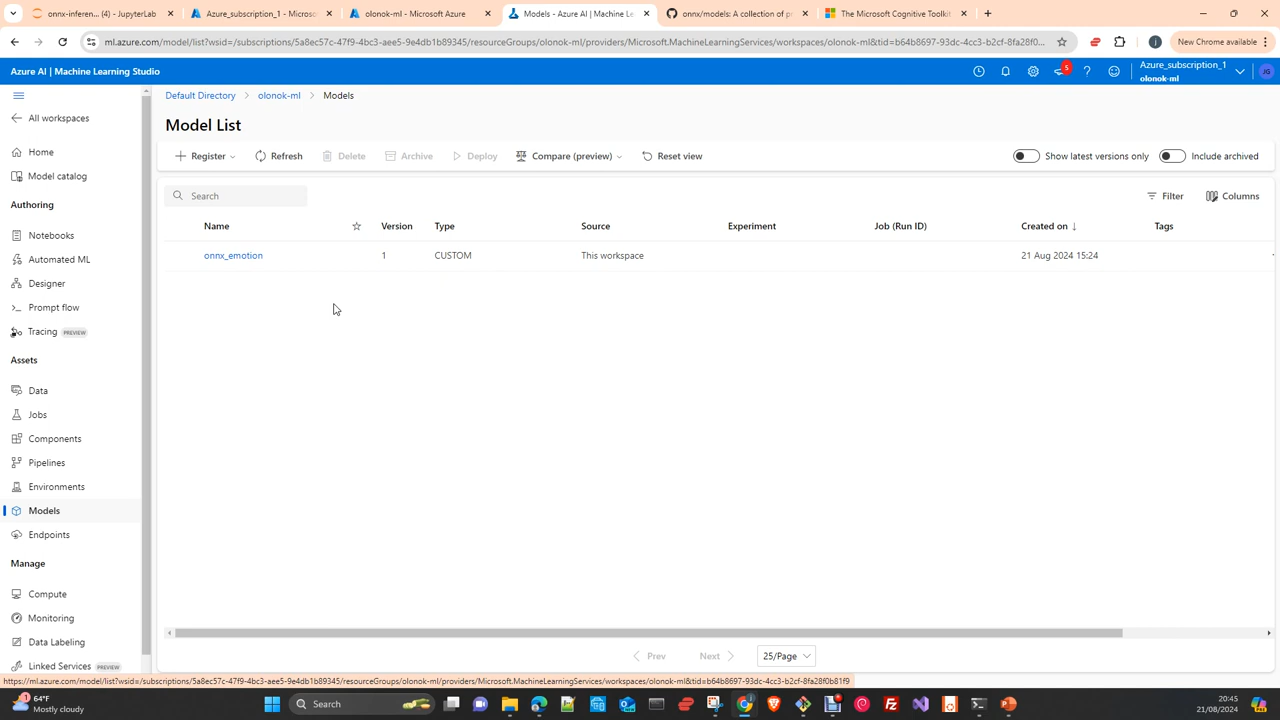 onnx-inferen... (4) - JupyterLab
Azure_subscription_1 - Micros
olonok-ml - Microsoft Azure
Models - Azure AI | Machine Le
onnx/models: A collection of pr
The Microsoft Cognitive Toolkit
ml.azure.com/model/list?wsid=/subscriptions/5a8ec57c-47f9-4bc3-aee5-9e4db1b89345/resourceGroups/olonok-ml/providers/Microsoft.MachineLearningServices/workspaces/olonok-ml&tid=b64b8697-93dc-4cc3-b2cf-8fa28f0...
New Chrome available
Azure AI | Machine Learning Studio
5
Azure_subscription_1
olonok-ml
JG
All workspaces
Home
Model catalog
Authoring
Notebooks
Automated ML
Designer
Prompt flow
Tracing PREVIEW
Assets
Data
Jobs
Components
Pipelines
Environments
Models
Endpoints
Manage
Compute
Monitoring
Data Labeling
Linked Services PREVIEW
Default Directory > olonok-ml > Models
Model List
Register Refresh Delete Archive Deploy Compare (preview) Reset view Show latest versions only Include archived
Search Filter Columns
Name Version Type Source Experiment Job (Run ID) Created on ↓ Tags
onnx_emotion 1 CUSTOM This workspace 21 Aug 2024 15:24
Prev Next 25/Page
https://ml.azure.com/model/list?wsid=/subscriptions/5a8ec57c-47f9-4bc3-aee5-9e4db1b89345/resourceGroups/olonok-ml/providers/Microsoft.MachineLearningServices/workspaces/olonok-ml&tid=b64b8697-93dc-4cc3-b2cf-8fa28f0b81f9
1
64°F
Mostly cloudy
Search
20:45
21/08/2024